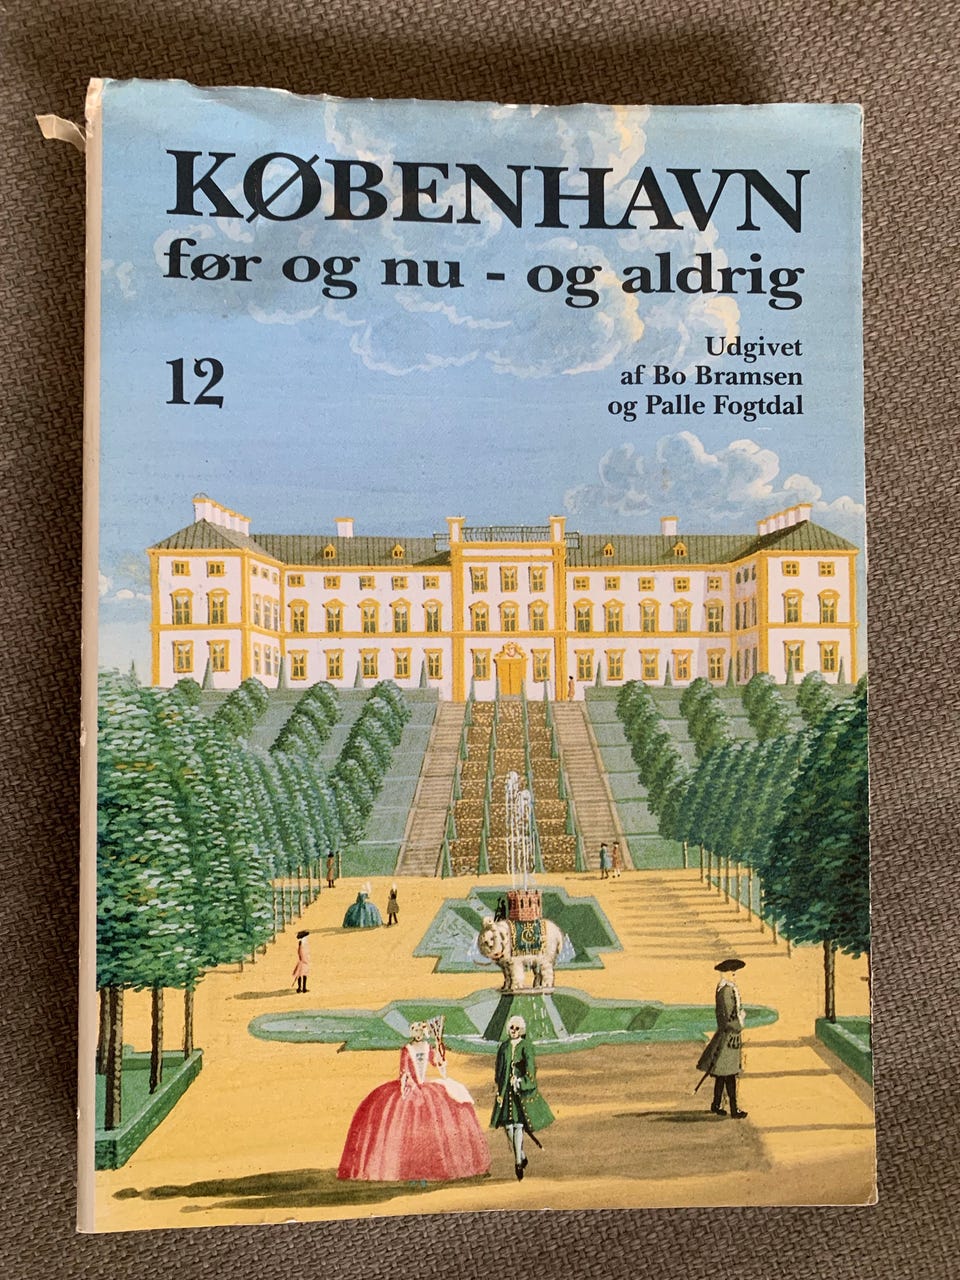 KØBENHAVN
før og nu - og aldrig
12
Udgivet
af Bo Bramsen
og Palle Fogtdal